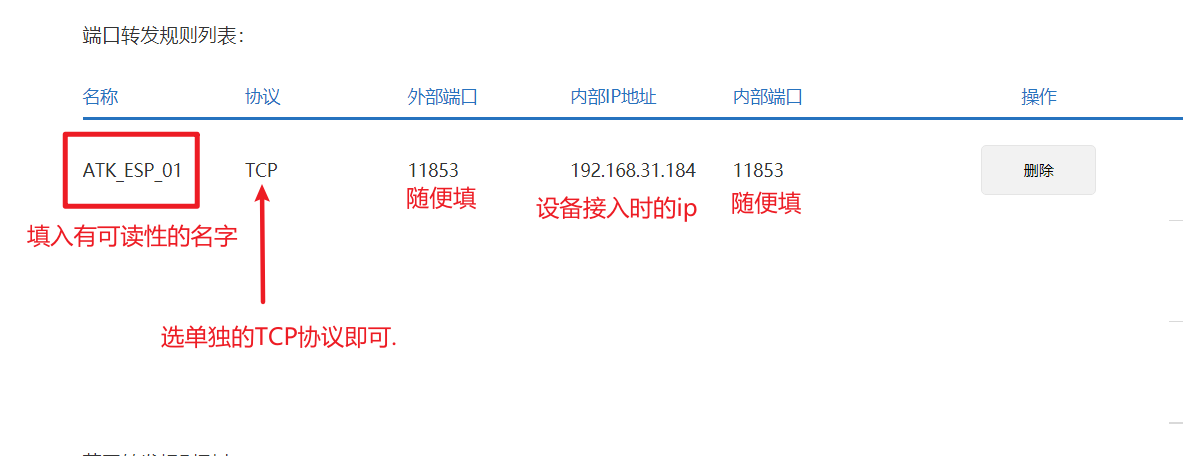 端口转发规则列表：
名称 协议 外部端口 内部IP地址 内部端口 操作
ATK_ESP_01 TCP 11853 192.168.31.184 11853 删除
随便填 设备接入时的ip 随便填
填入有可读性的名字
选单独的TCP协议即可.